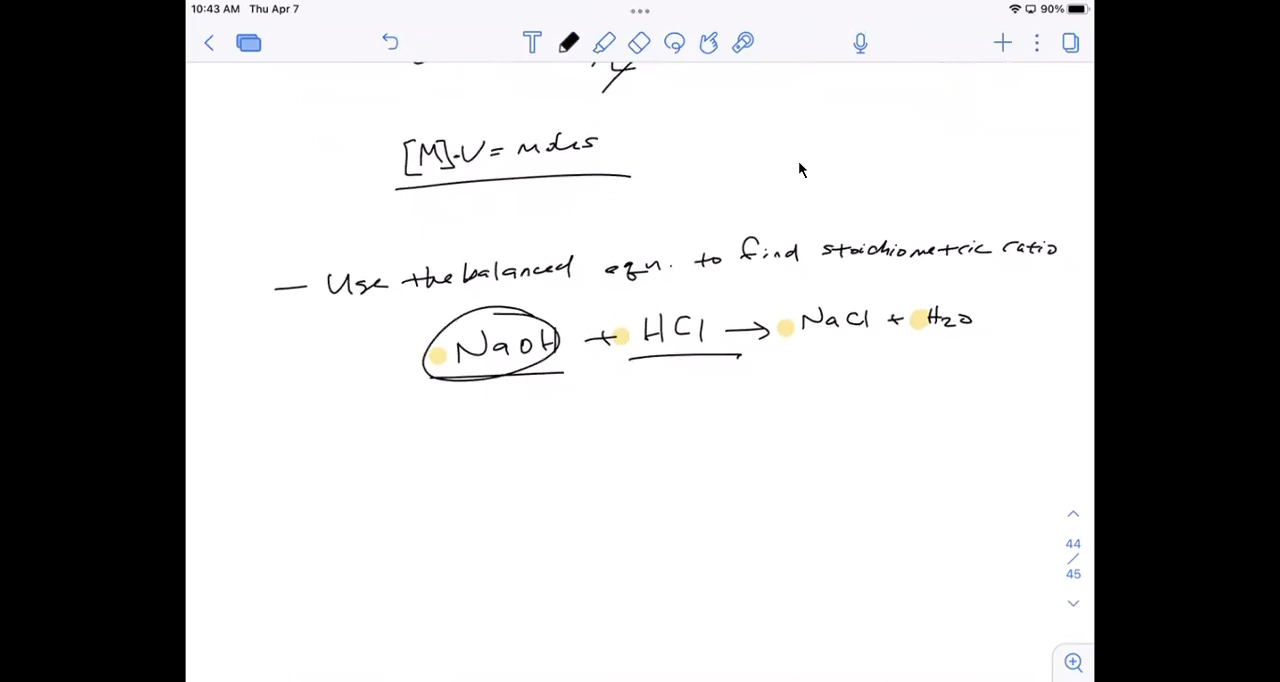 10:43 AM Thu Apr 7
90%
[M]·V = moles
— Use the balanced eqn. to find stoichiometric ratio
NaOH + HCl → NaCl + H2O
44
/
45